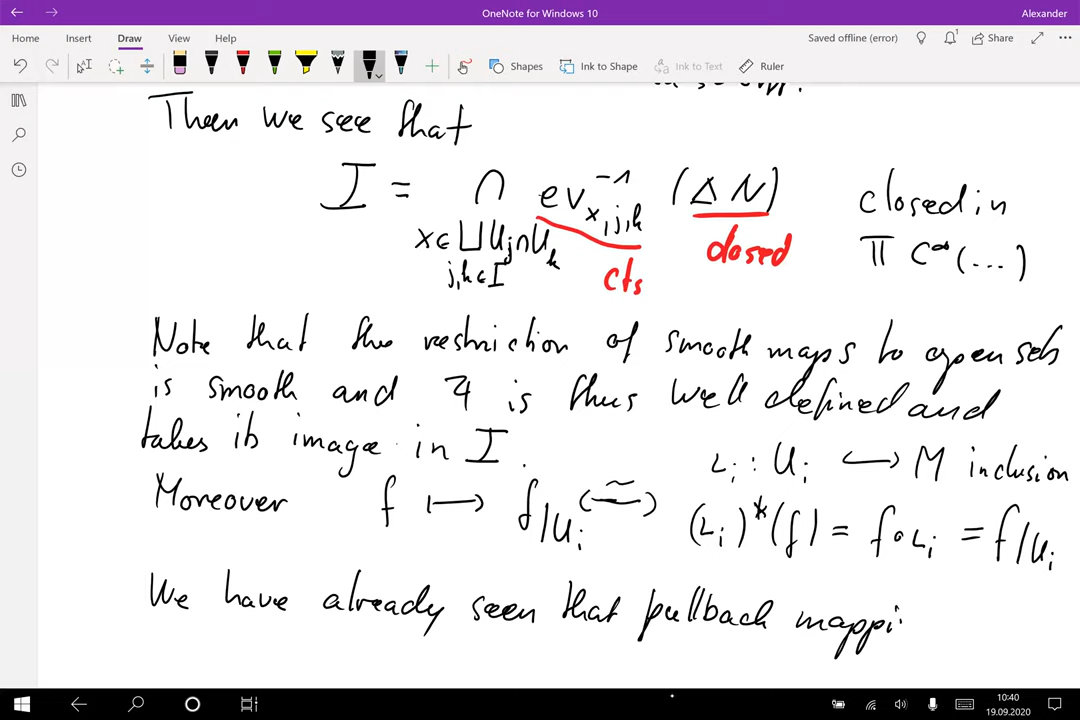 OneNote for Windows 10
Alexander
Home Insert Draw View Help
Saved offline (error)
Share
Shapes
Ink to Shape
Ink to Text
Ruler
Then we see that
I = ∩ ev⁻¹ x,j,k (Δ N) closed in
x∈ ⊔ Uj∩Uk cts closed ∏ C∞(...)
j,k∈I
Note that the restriction of smooth maps to open sets
is smooth and Ψ is thus well defined and
takes its image in I.
ιi : Ui ↪ M inclusion
Moreover f ⟼ f|Ui (≙) (ιi)*(f) = f∘ιi = f|Ui
We have already seen that pullback mappi
10:40
19.09.2020